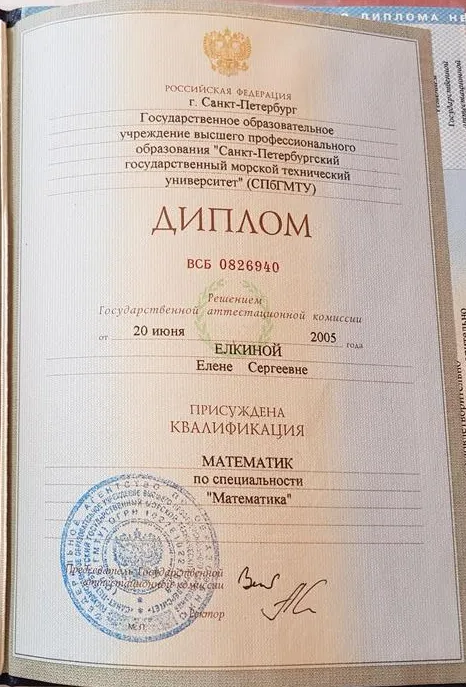 ДИПЛОМА НЕ
РОССИЙСКАЯ ФЕДЕРАЦИЯ
г. Санкт-Петербург
Государственное образовательное
учреждение высшего профессионального
образования "Санкт-Петербургский
государственный морской технический
университет" (СПбГМТУ)
ДИПЛОМ
ВСБ 0826940
Решением
Государственной аттестационной комиссии
от 20 июня 2005 года
ЕЛКИНОЙ
Елене Сергеевне
ПРИСУЖДЕНА
КВАЛИФИКАЦИЯ
МАТЕМАТИК
по специальности
"Математика"
Председатель Государственной
аттестационной комиссии
Ректор
М.П.